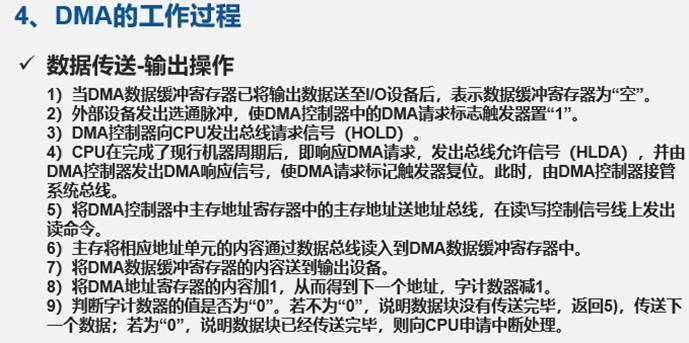 4、DMA的工作过程
✓ 数据传送-输出操作
1）当DMA数据缓冲寄存器已将输出数据送至I/O设备后，表示数据缓冲寄存器为“空”。
2）外部设备发出选通脉冲，使DMA控制器中的DMA请求标志触发器置“1”。
3）DMA控制器向CPU发出总线请求信号（HOLD）。
4）CPU在完成了现行机器周期后，即响应DMA请求，发出总线允许信号（HLDA），并由
DMA控制器发出DMA响应信号，使DMA请求标记触发器复位。此时，由DMA控制器接管
系统总线。
5）将DMA控制器中主存地址寄存器中的主存地址送地址总线，在读\写控制信号线上发出
读命令。
6）主存将相应地址单元的内容通过数据总线读入到DMA数据缓冲寄存器中。
7）将DMA数据缓冲寄存器的内容送到输出设备。
8）将DMA地址寄存器的内容加1，从而得到下一个地址，字计数器减1。
9）判断字计数器的值是否为“0”。若不为“0”，说明数据块没有传送完毕，返回5)，传送下
一个数据；若为“0”，说明数据块已经传送完毕，则向CPU申请中断处理。